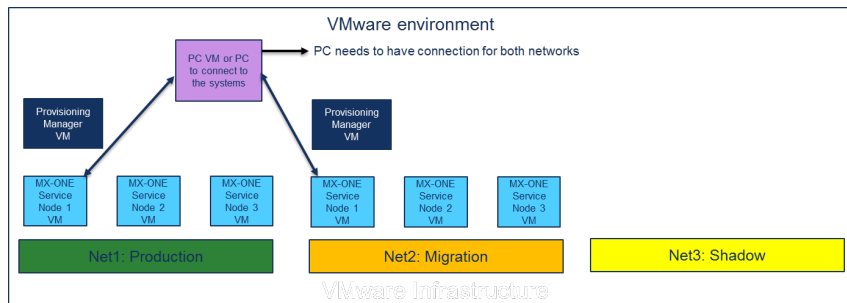 VMware environment
PC VM or PC
to connect to
the systems
PC needs to have connection for both networks
Provisioning
Manager
VM
Provisioning
Manager
VM
MX-ONE
Service
Node 1
VM
MX-ONE
Service
Node 2
VM
MX-ONE
Service
Node 3
VM
MX-ONE
Service
Node 1
VM
MX-ONE
Service
Node 2
VM
MX-ONE
Service
Node 3
VM
Net1: Production
Net2: Migration
Net3: Shadow
VMware Infrastructure